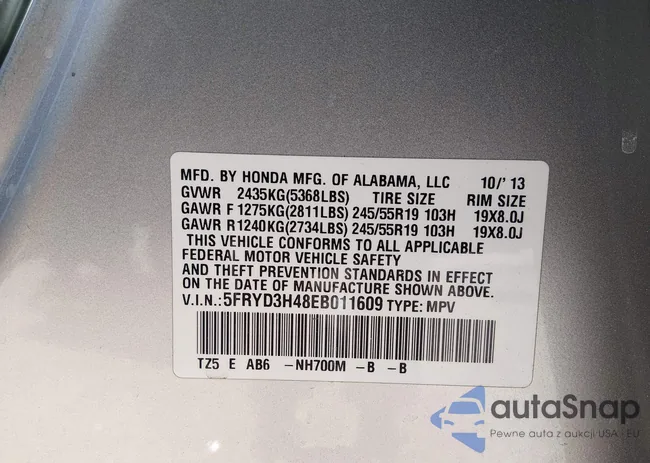 MFD. BY HONDA MFG. OF ALABAMA, LLC 10/' 13
GVWR 2435KG(5368LBS) TIRE SIZE RIM SIZE
GAWR F 1275KG(2811LBS) 245/55R19 103H 19X8.0J
GAWR R1240KG(2734LBS) 245/55R19 103H 19X8.0J
THIS VEHICLE CONFORMS TO ALL APPLICABLE
FEDERAL MOTOR VEHICLE SAFETY
AND THEFT PREVENTION STANDARDS IN EFFECT
ON THE DATE OF MANUFACTURE SHOWN ABOVE.
V.I.N.:5FRYD3H48EB011609 TYPE: MPV
TZ5 E AB6 -NH700M -B -B
autaSnap
Pewne auta z aukcji USA - EU